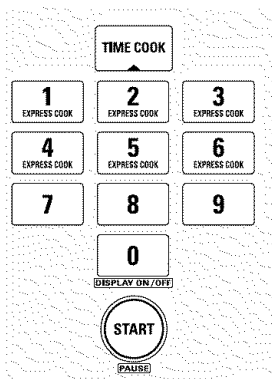 TIME COOK
1 2 3
EXPRESS COOK EXPRESS COOK EXPRESS COOK
4 5 6
EXPRESS COOK EXPRESS COOK EXPRESS COOK
7 8 9
0
DISPLAY ON/OFF
START
PAUSE